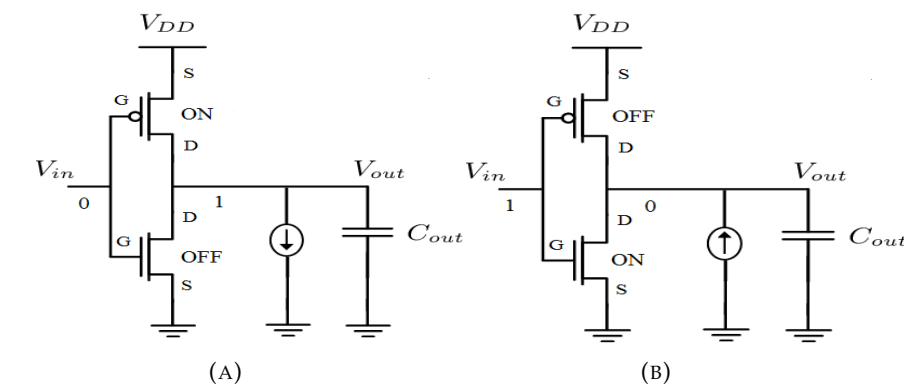 V_DD
S
G
ON
D
V_in
0
1
V_out
D
G
C_out
OFF
S
(A)
V_DD
S
G
OFF
D
V_in
1
0
V_out
D
G
C_out
ON
S
(B)